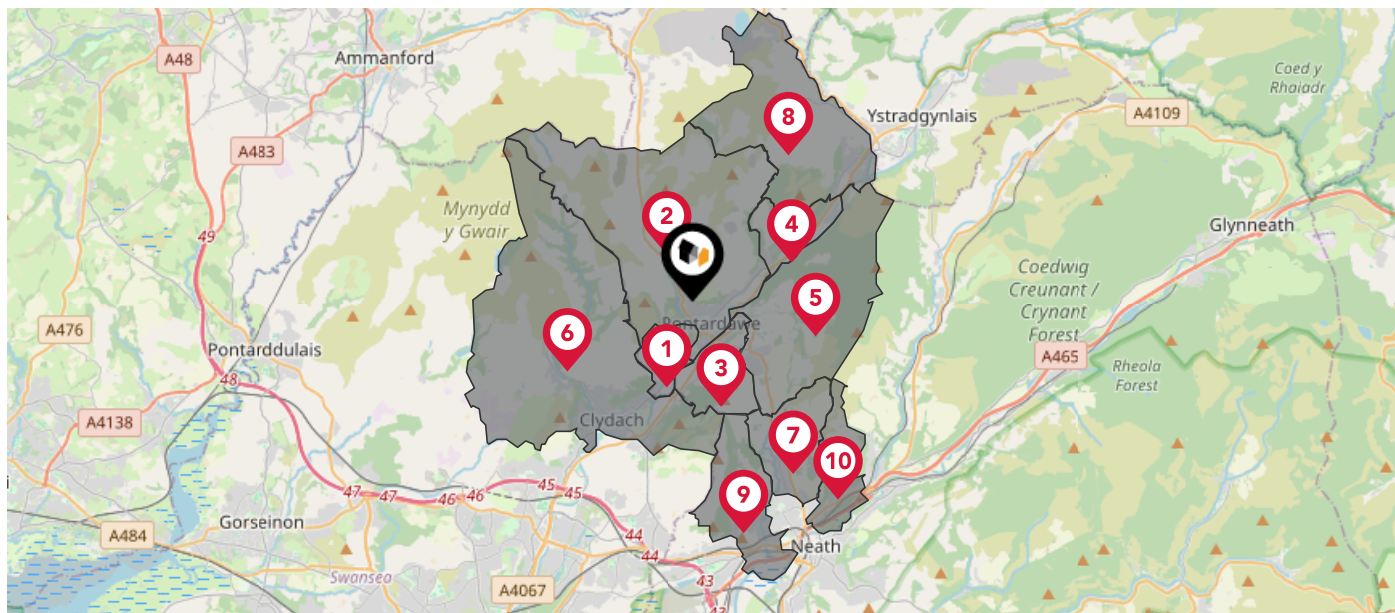 A48
Ammanford
Coed y
Rhaiadr
A4109
8
Ystradgynlais
A483
Mynydd
y Gwair
2
4
49
Glynneath
Coedwig
Creunant /
Crynant
Forest
5
A476
Pontardawe
6
1
3
Pontarddulais
A465
Rheola
Forest
48
A4138
Clydach
7
10
47
47
46
46
45
45
9
Gorseinon
A484
44
44
Neath
Swansea
A4067
43
43